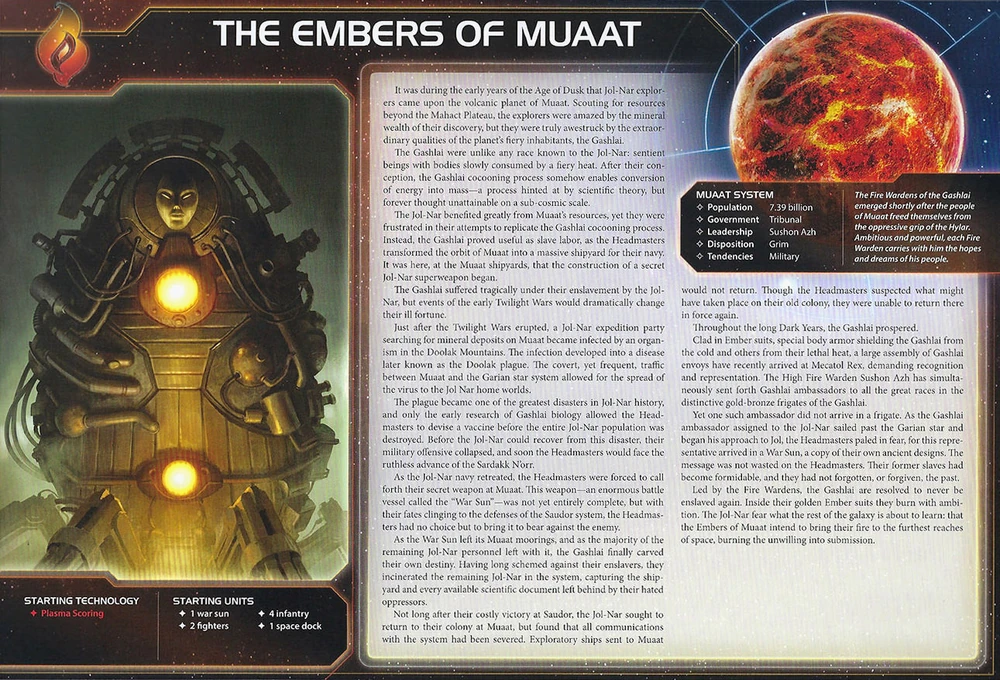 THE EMBERS OF MUAAT
It was during the early years of the Age of Dusk that Jol-Nar explor-
ers came upon the volcanic planet of Muaat. Scouting for resources
beyond the Mahact Plateau, the explorers were amazed by the mineral
wealth of their discovery, but they were truly awestruck by the extraor-
dinary qualities of the planet's fiery inhabitants, the Gashlai.
The Gashlai were unlike any race known to the Jol-Nar: sentient
beings with bodies slowly consumed by a fiery heat. After their con-
ception, the Gashlai cocooning process somehow enables conversion
of energy into mass—a process hinted at by scientific theory, but
forever thought unattainable on a sub-cosmic scale.
The Jol-Nar benefited greatly from Muaat's resources, yet they were
frustrated in their attempts to replicate the Gashlai cocooning process.
Instead, the Gashlai proved useful as slave labor, as the Headmasters
transformed the orbit of Muaat into a massive shipyard for their navy.
It was here, at the Muaat shipyards, that the construction of a secret
Jol-Nar superweapon began.
The Gashlai suffered tragically under their enslavement by the Jol-
Nar, but events of the early Twilight Wars would dramatically change
their ill fortune.
Just after the Twilight Wars erupted, a Jol-Nar expedition party
searching for mineral deposits on Muaat became infected by an organ-
ism in the Doolak Mountains. The infection developed into a disease
later known as the Doolak plague. The covert, yet frequent, traffic
between Muaat and the Garian star system allowed for the spread of
the virus to the Jol Nar home worlds.
The plague became one of the greatest disasters in Jol-Nar history,
and only the early research of Gashlai biology allowed the Head-
masters to devise a vaccine before the entire Jol-Nar population was
destroyed. Before the Jol-Nar could recover from this disaster, their
military offensive collapsed, and soon the Headmasters would face the
ruthless advance of the Sardakk N'orr.
As the Jol-Nar navy retreated, the Headmasters were forced to call
forth their secret weapon at Muaat. This weapon—an enormous battle
vessel called the "War Sun"—was not yet entirely complete, but with
their fates clinging to the defenses of the Saudor system, the Headmas-
ters had no choice but to bring it to bear against the enemy.
As the War Sun left its Muaat moorings, and as the majority of the
remaining Jol-Nar personnel left with it, the Gashlai finally carved
their own destiny. Having long schemed against their enslavers, they
incinerated the remaining Jol-Nar in the system, capturing the ship-
yard and every available scientific document left behind by their hated
oppressors.
Not long after their costly victory at Saudor, the Jol-Nar sought to
return to their colony at Muaat, but found that all communications
with the system had been severed. Exploratory ships sent to Muaat
MUAAT SYSTEM
Population 7.39 billion
Government Tribunal
Leadership Sushon Azh
Disposition Grim
Tendencies Military
The Fire Wardens of the Gashlai
emerged shortly after the people
of Muaat freed themselves from
the oppressive grip of the Hylar.
Ambitious and powerful, each Fire
Warden carries with him the hopes
and dreams of his people.
would not return. Though the Headmasters suspected what might
have taken place on their old colony, they were unable to return there
in force again.
Throughout the long Dark Years, the Gashlai prospered.
Clad in Ember suits, special body armor shielding the Gashlai from
the cold and others from their lethal heat, a large assembly of Gashlai
envoys have recently arrived at Mecatol Rex, demanding recognition
and representation. The High Fire Warden Sushon Azh has simulta-
neously sent forth Gashlai ambassadors to all the great races in the
distinctive gold-bronze frigates of the Gashlai.
Yet one such ambassador did not arrive in a frigate. As the Gashlai
ambassador assigned to the Jol-Nar sailed past the Garian star and
began his approach to Jol, the Headmasters paled in fear, for this repre-
sentative arrived in a War Sun, a copy of their own ancient designs. The
message was not wasted on the Headmasters. Their former slaves had
become formidable, and they had not forgotten, or forgiven, the past.
Led by the Fire Wardens, the Gashlai are resolved to never be
enslaved again. Inside their golden Ember suits they burn with ambi-
tion. The Jol-Nar fear what the rest of the galaxy is about to learn: that
the Embers of Muaat intend to bring their fire to the furthest reaches
of space, burning the unwilling into submission.
STARTING TECHNOLOGY
Plasma Scoring
STARTING UNITS
1 war sun
2 fighters
4 infantry
1 space dock